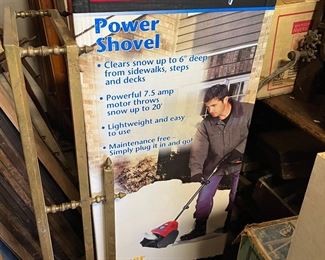 Power
Shovel
• Clears snow up to 6" deep
from sidewalks, steps
and decks
• Powerful 7.5 amp
motor throws
snow up to 20'
• Lightweight and easy
to use
• Maintenance free
Simply plug it in and go!